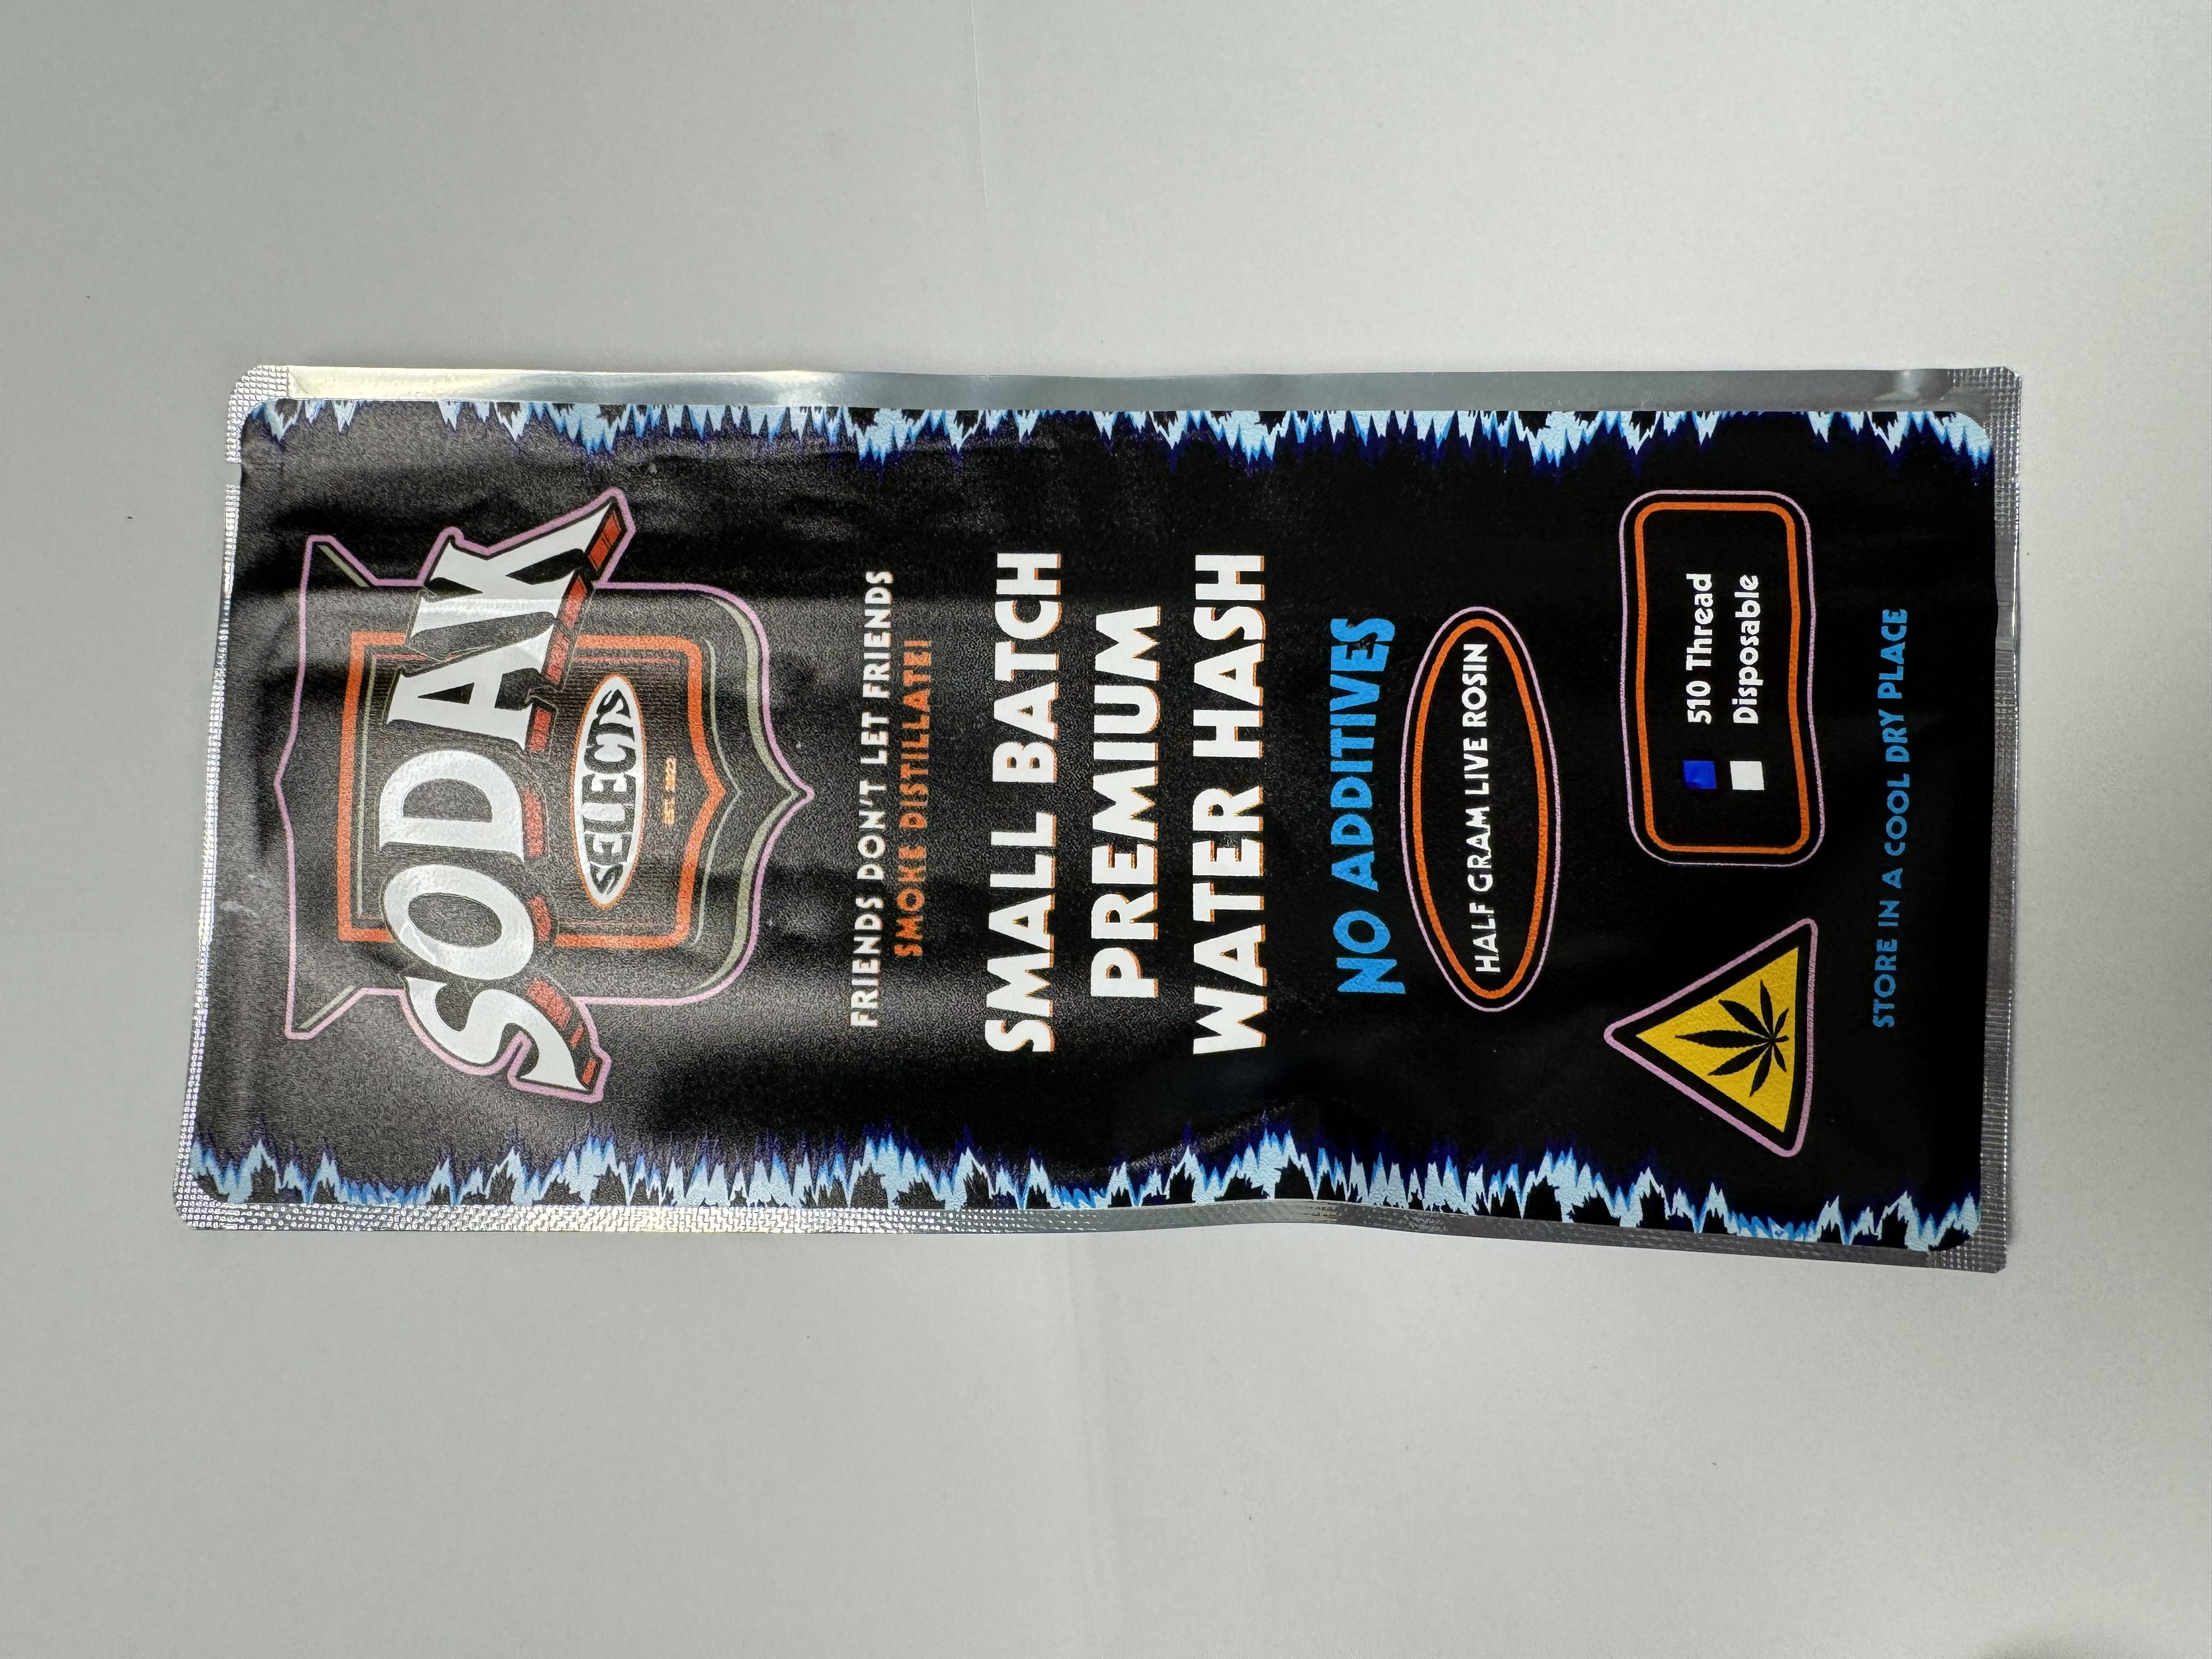 SODAK
SELECTS
EST. 2022
FRIENDS DON'T LET FRIENDS
SMOKE DISTILLATE!
SMALL BATCH
PREMIUM
WATER HASH
NO ADDITIVES
HALF GRAM LIVE ROSIN
510 Thread
Disposable
STORE IN A COOL DRY PLACE